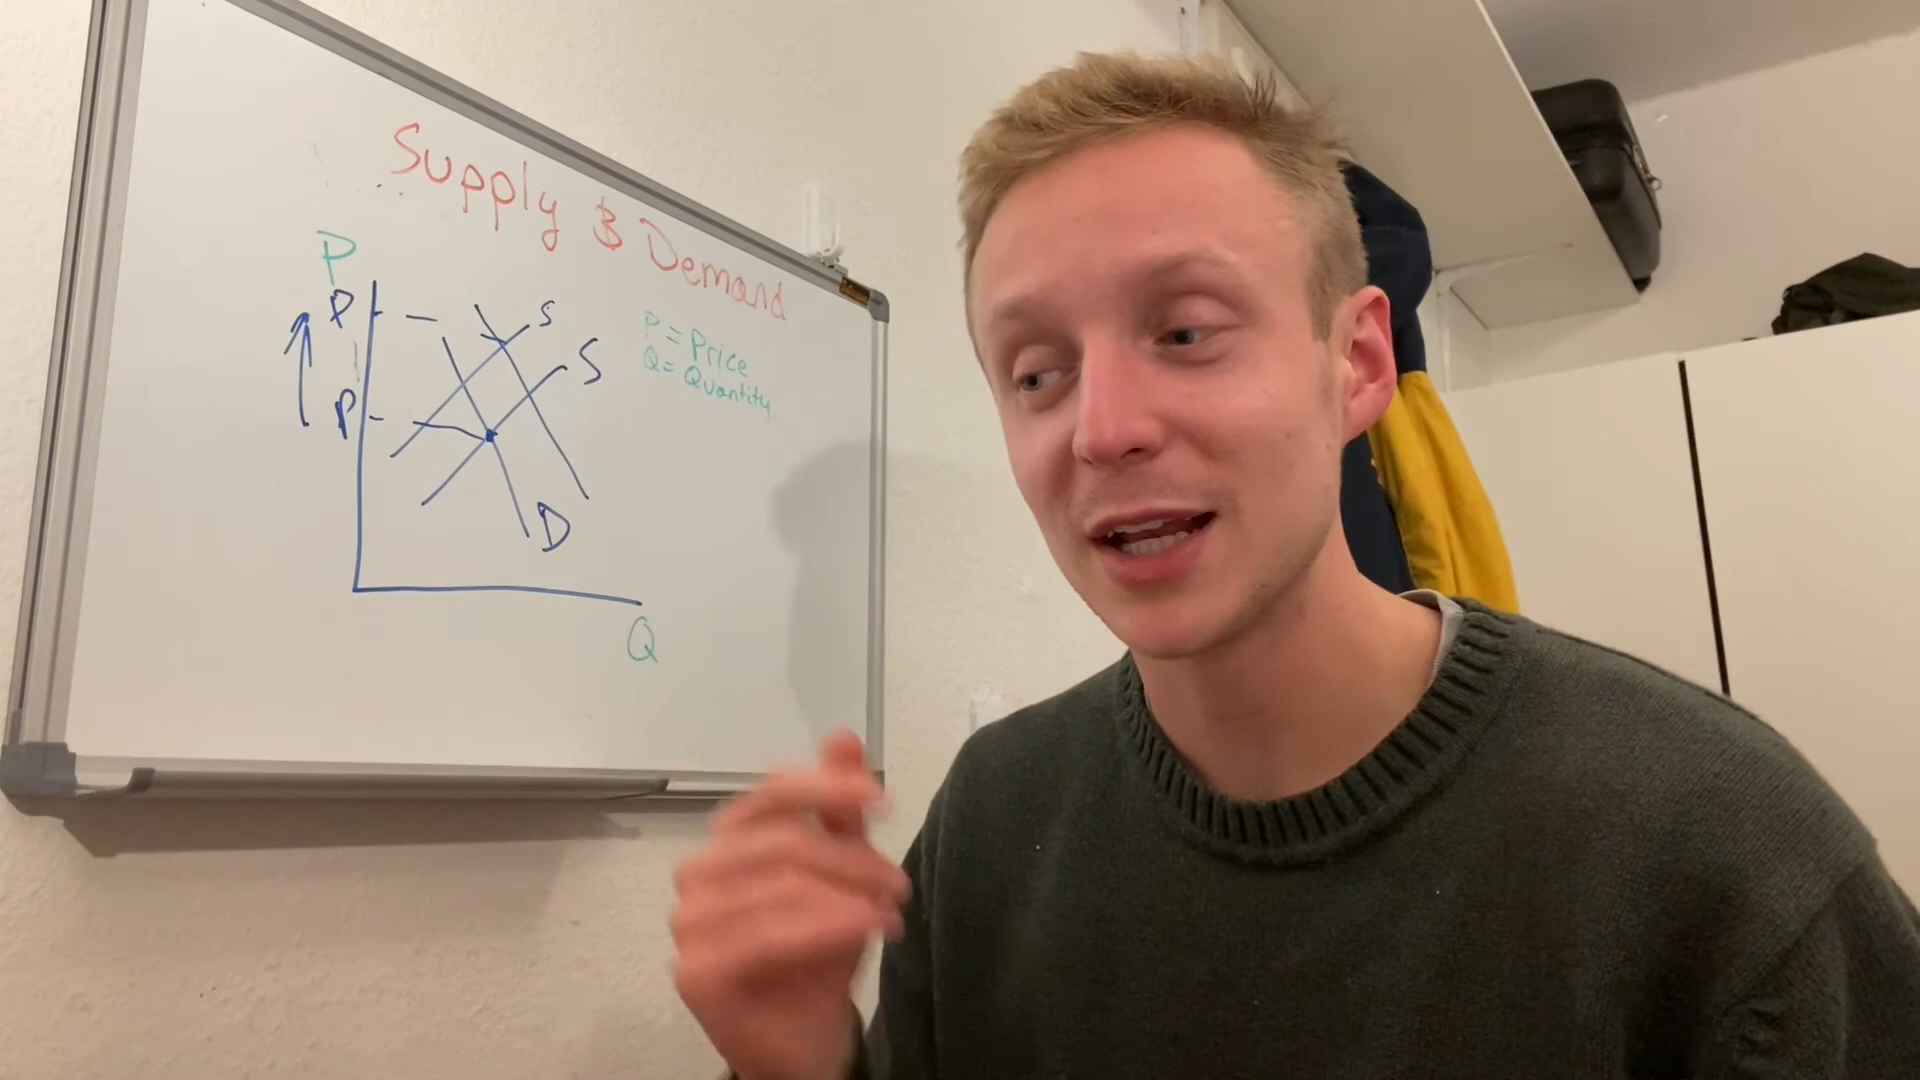 Supply & Demand
P
P
S
S
P = Price
Q = Quantity
P
D
Q